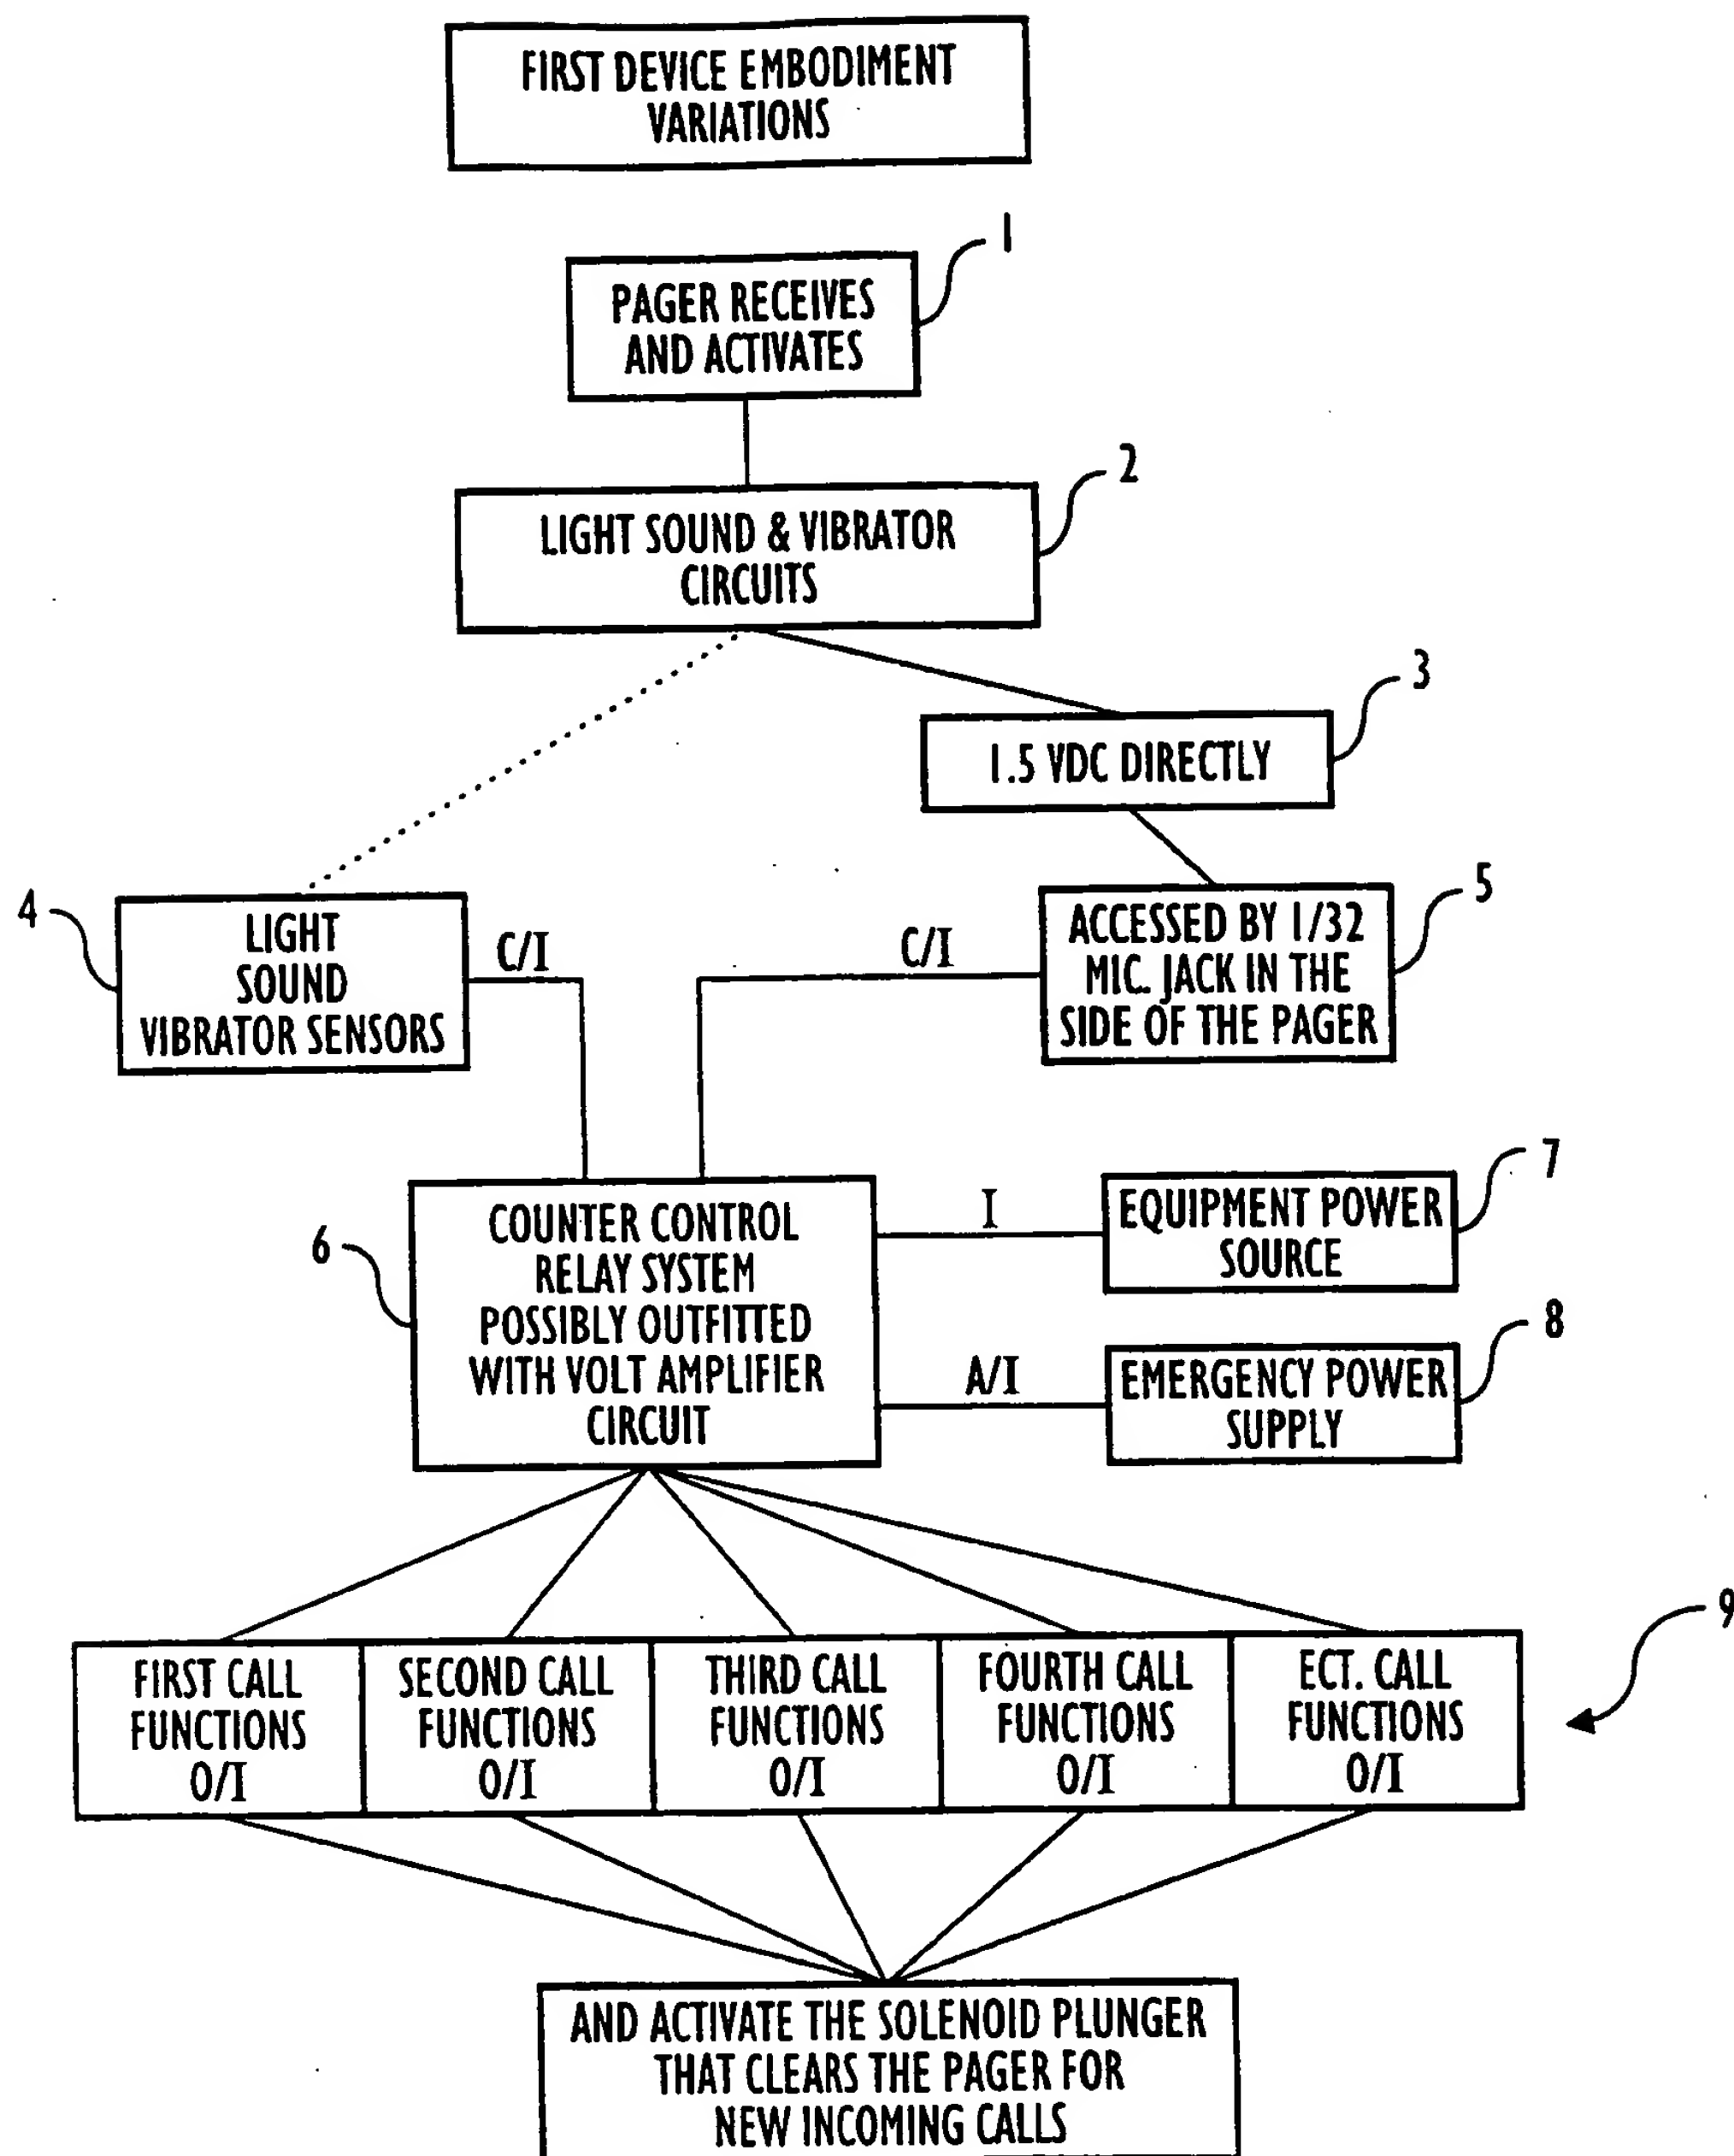 FIRST DEVICE EMBODIMENT
VARIATIONS
1
PAGER RECEIVES
AND ACTIVATES
2
LIGHT SOUND & VIBRATOR
CIRCUITS
3
1.5 VDC DIRECTLY
4
LIGHT
SOUND
VIBRATOR SENSORS
C/I
C/I
5
ACCESSED BY 1/32
MIC. JACK IN THE
SIDE OF THE PAGER
6
COUNTER CONTROL
RELAY SYSTEM
POSSIBLY OUTFITTED
WITH VOLT AMPLIFIER
CIRCUIT
I
7
EQUIPMENT POWER
SOURCE
A/I
8
EMERGENCY POWER
SUPPLY
9
FIRST CALL
FUNCTIONS
O/I
SECOND CALL
FUNCTIONS
O/I
THIRD CALL
FUNCTIONS
O/I
FOURTH CALL
FUNCTIONS
O/I
ECT. CALL
FUNCTIONS
O/I
AND ACTIVATE THE SOLENOID PLUNGER
THAT CLEARS THE PAGER FOR
NEW INCOMING CALLS